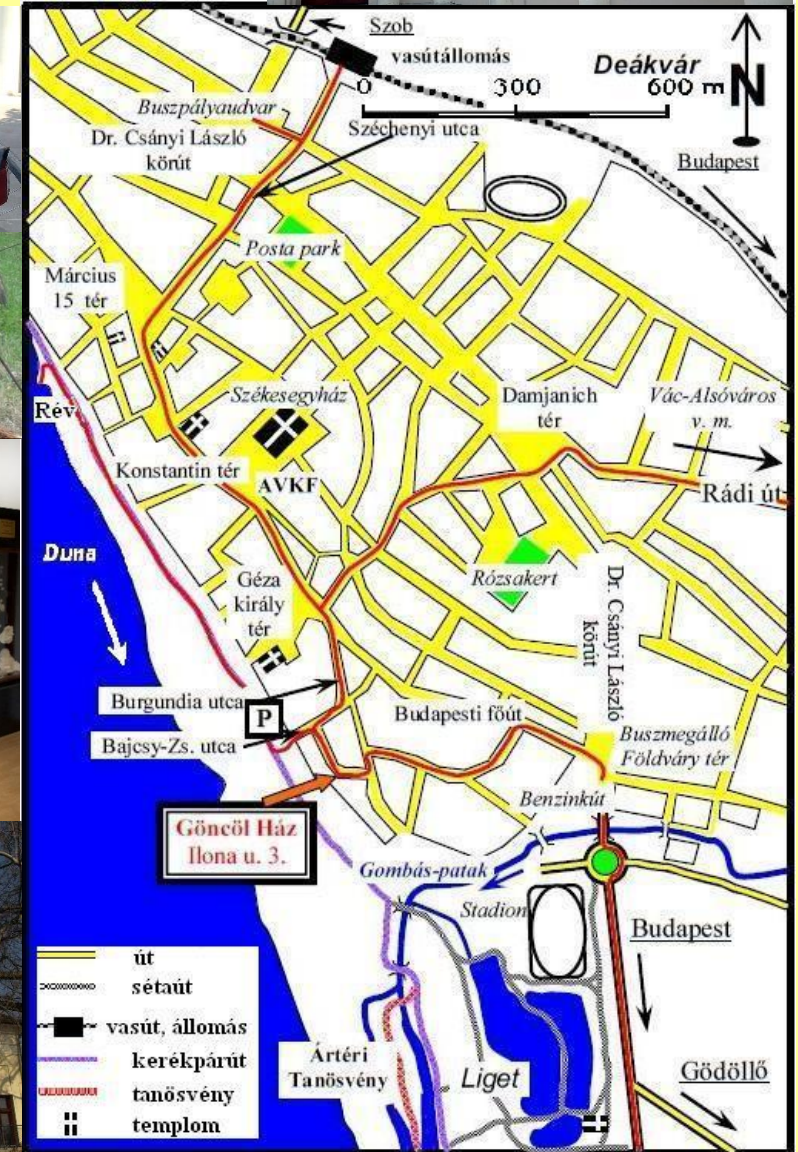 Szob
vasútállomás
Deákvár
0 300 600 m
N
Buszpályaudvar
Széchenyi utca
Dr. Csányi László
körút
Budapest
Posta park
Március
15 tér
Székesegyház
Damjanich
tér
Vác-Alsóváros
v. m.
Rév
Konstantin tér
AVKF
Rádi út
Duna
Géza
király
tér
Rózsakert
Dr. Csányi László
körút
Burgundia utca
P
Budapesti főút
Bajcsy-Zs. utca
Buszmegálló
Földváry tér
Benzinkút
Göncöl Ház
Ilona u. 3.
Gombás-patak
Stadion
Budapest
út
sétaút
vasút, állomás
kerékpárút
tanösvény
templom
Ártéri
Tanösvény
Liget
Gödöllő